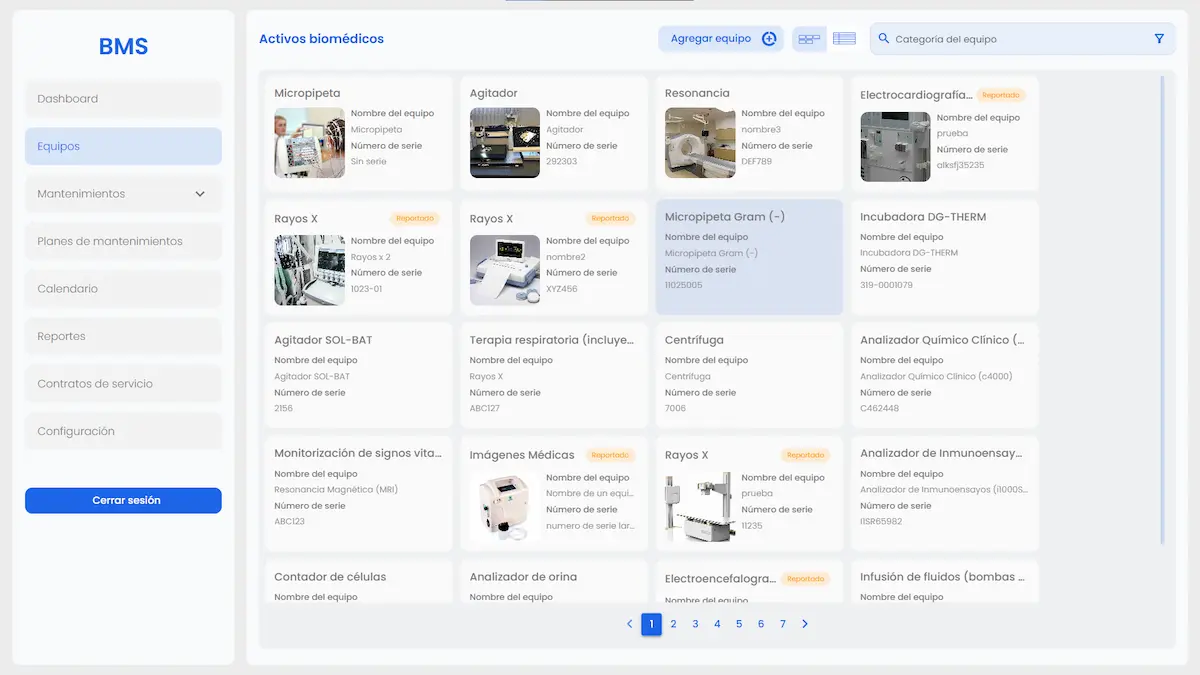 BMS
Dashboard
Equipos
Mantenimientos
Planes de mantenimientos
Calendario
Reportes
Contratos de servicio
Configuración
Cerrar sesión
Activos biomédicos
Agregar equipo
Categoría del equipo
Micropipeta
Nombre del equipo
Micropipeta
Número de serie
Sin serie
Agitador
Nombre del equipo
Agitador
Número de serie
292303
Resonancia
Nombre del equipo
nombre3
Número de serie
DEF789
Electrocardiografía... Reportado
Nombre del equipo
prueba
Número de serie
alksfj35235
Rayos X Reportado
Nombre del equipo
Rayos x 2
Número de serie
1023-01
Rayos X Reportado
Nombre del equipo
nombre2
Número de serie
XYZ456
Micropipeta Gram (-)
Nombre del equipo
Micropipeta Gram (-)
Número de serie
11025005
Incubadora DG-THERM
Nombre del equipo
Incubadora DG-THERM
Número de serie
319-0001079
Agitador SOL-BAT
Nombre del equipo
Agitador SOL-BAT
Número de serie
2156
Terapia respiratoria (incluye...
Nombre del equipo
Rayos X
Número de serie
ABC127
Centrífuga
Nombre del equipo
Centrífuga
Número de serie
7006
Analizador Químico Clínico (...
Nombre del equipo
Analizador Químico Clínico (c4000)
Número de serie
C462448
Monitorización de signos vita...
Nombre del equipo
Resonancia Magnética (MRI)
Número de serie
ABC123
Imágenes Médicas Reportado
Nombre del equipo
Nombre de un equi...
Número de serie
numero de serie lar...
Rayos X Reportado
Nombre del equipo
prueba
Número de serie
11235
Analizador de Inmunoensay...
Nombre del equipo
Analizador de Inmunoensayos (i1000S...
Número de serie
I1SR65982
Contador de células
Nombre del equipo
Analizador de orina
Nombre del equipo
Electroencefalogra... Reportado
Nombre del equipo
Infusión de fluidos (bombas ...
Nombre del equipo
1 2 3 4 5 6 7